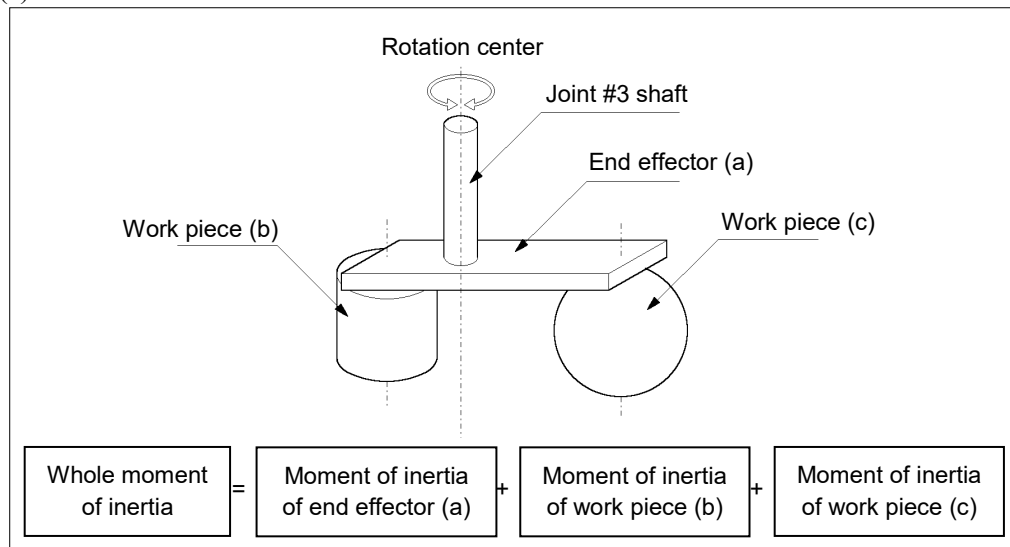 Rotation center
Joint #3 shaft
End effector (a)
Work piece (b)
Work piece (c)
Whole moment
of inertia
=
Moment of inertia
of end effector (a)
+
Moment of inertia
of work piece (b)
+
Moment of inertia
of work piece (c)